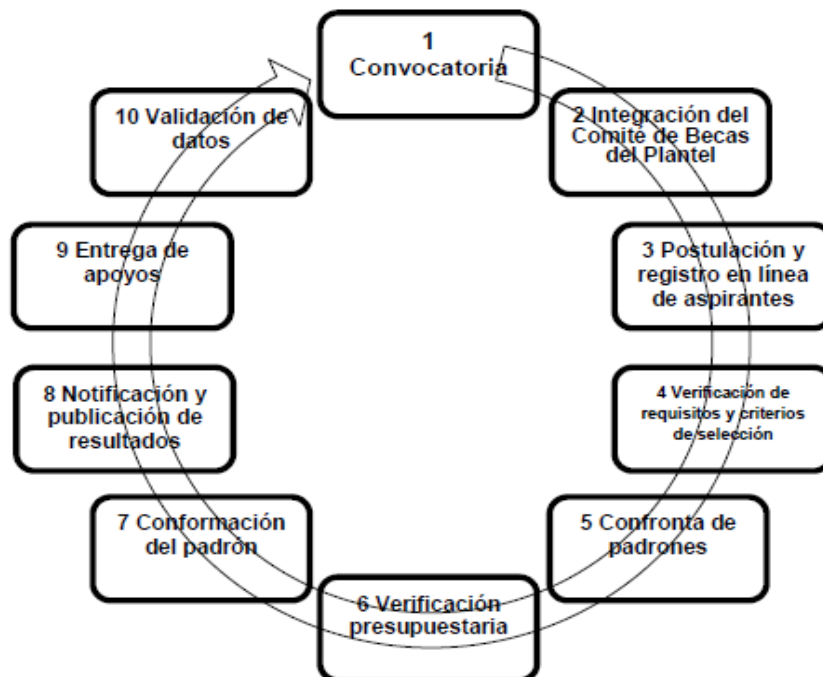 1
Convocatoria
2 Integración del
Comité de Becas
del Plantel
3 Postulación y
registro en línea
de aspirantes
4 Verificación de
requisitos y criterios
de selección
5 Confronta de
padrones
6 Verificación
presupuestaria
7 Conformación
del padrón
8 Notificación y
publicación de
resultados
9 Entrega de
apoyos
10 Validación de
datos